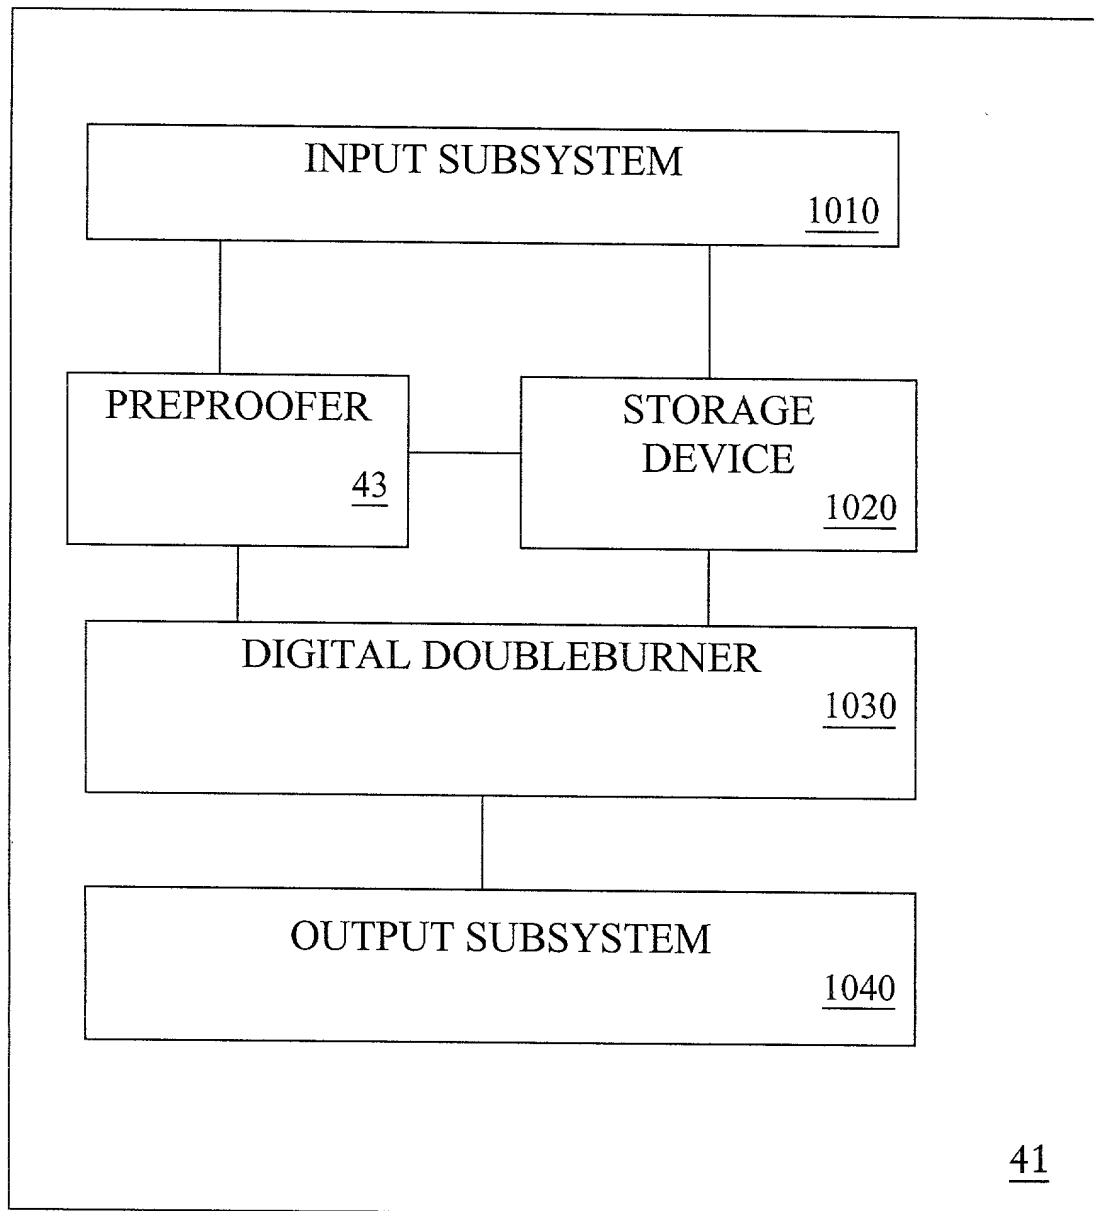 INPUT SUBSYSTEM
1010
PREPROOFER
43
STORAGE
DEVICE
1020
DIGITAL DOUBLEBURNER
1030
OUTPUT SUBSYSTEM
1040
41